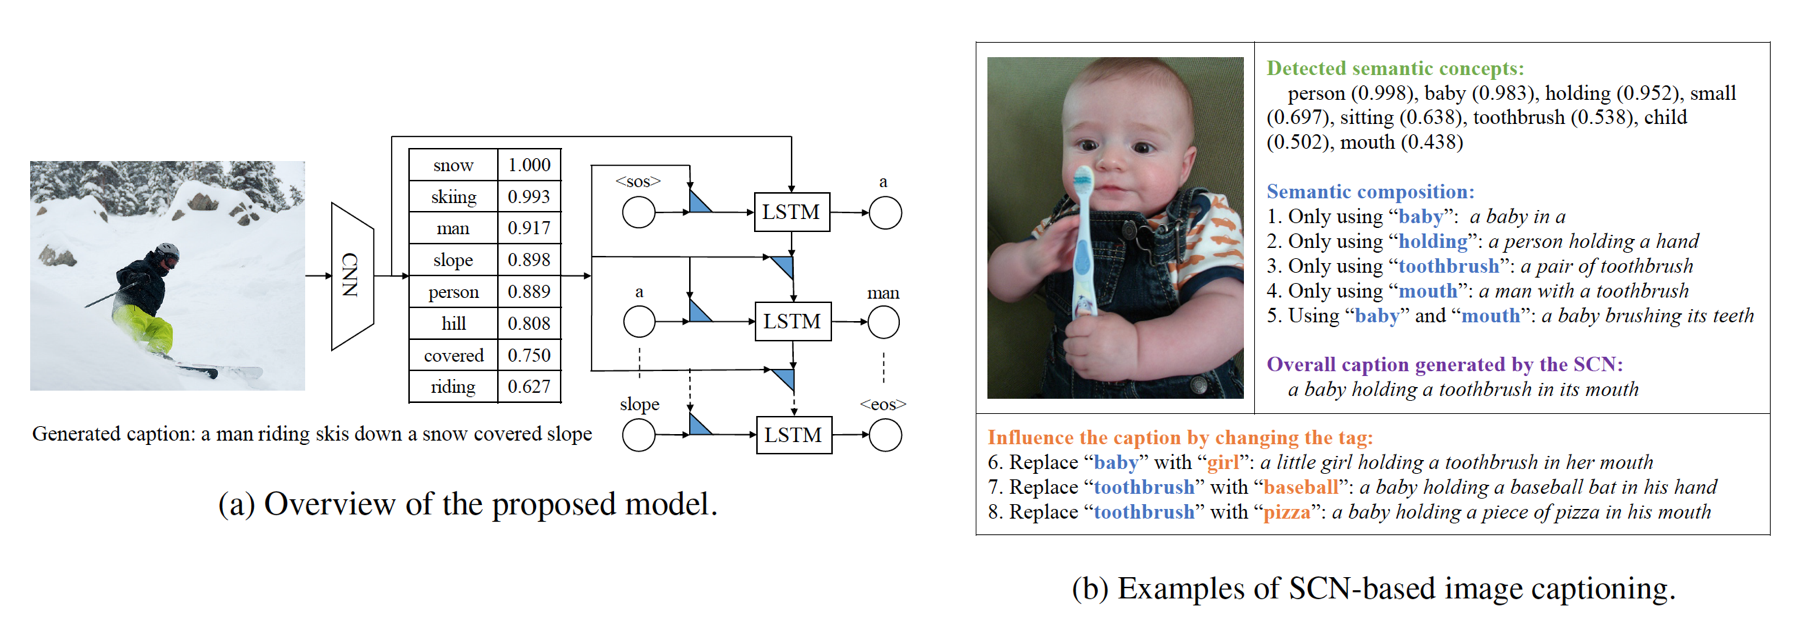 snow 1.000
skiing 0.993
man 0.917
slope 0.898
person 0.889
hill 0.808
covered 0.750
riding 0.627
CNN
<sos>
LSTM
a
a
LSTM
man
slope
LSTM
<eos>
Generated caption: a man riding skis down a snow covered slope
(a) Overview of the proposed model.
Detected semantic concepts:
person (0.998), baby (0.983), holding (0.952), small
(0.697), sitting (0.638), toothbrush (0.538), child
(0.502), mouth (0.438)
Semantic composition:
1. Only using “baby”: a baby in a
2. Only using “holding”: a person holding a hand
3. Only using “toothbrush”: a pair of toothbrush
4. Only using “mouth”: a man with a toothbrush
5. Using “baby” and “mouth”: a baby brushing its teeth
Overall caption generated by the SCN:
a baby holding a toothbrush in its mouth
Influence the caption by changing the tag:
6. Replace “baby” with “girl”: a little girl holding a toothbrush in her mouth
7. Replace “toothbrush” with “baseball”: a baby holding a baseball bat in his hand
8. Replace “toothbrush” with “pizza”: a baby holding a piece of pizza in his mouth
(b) Examples of SCN-based image captioning.